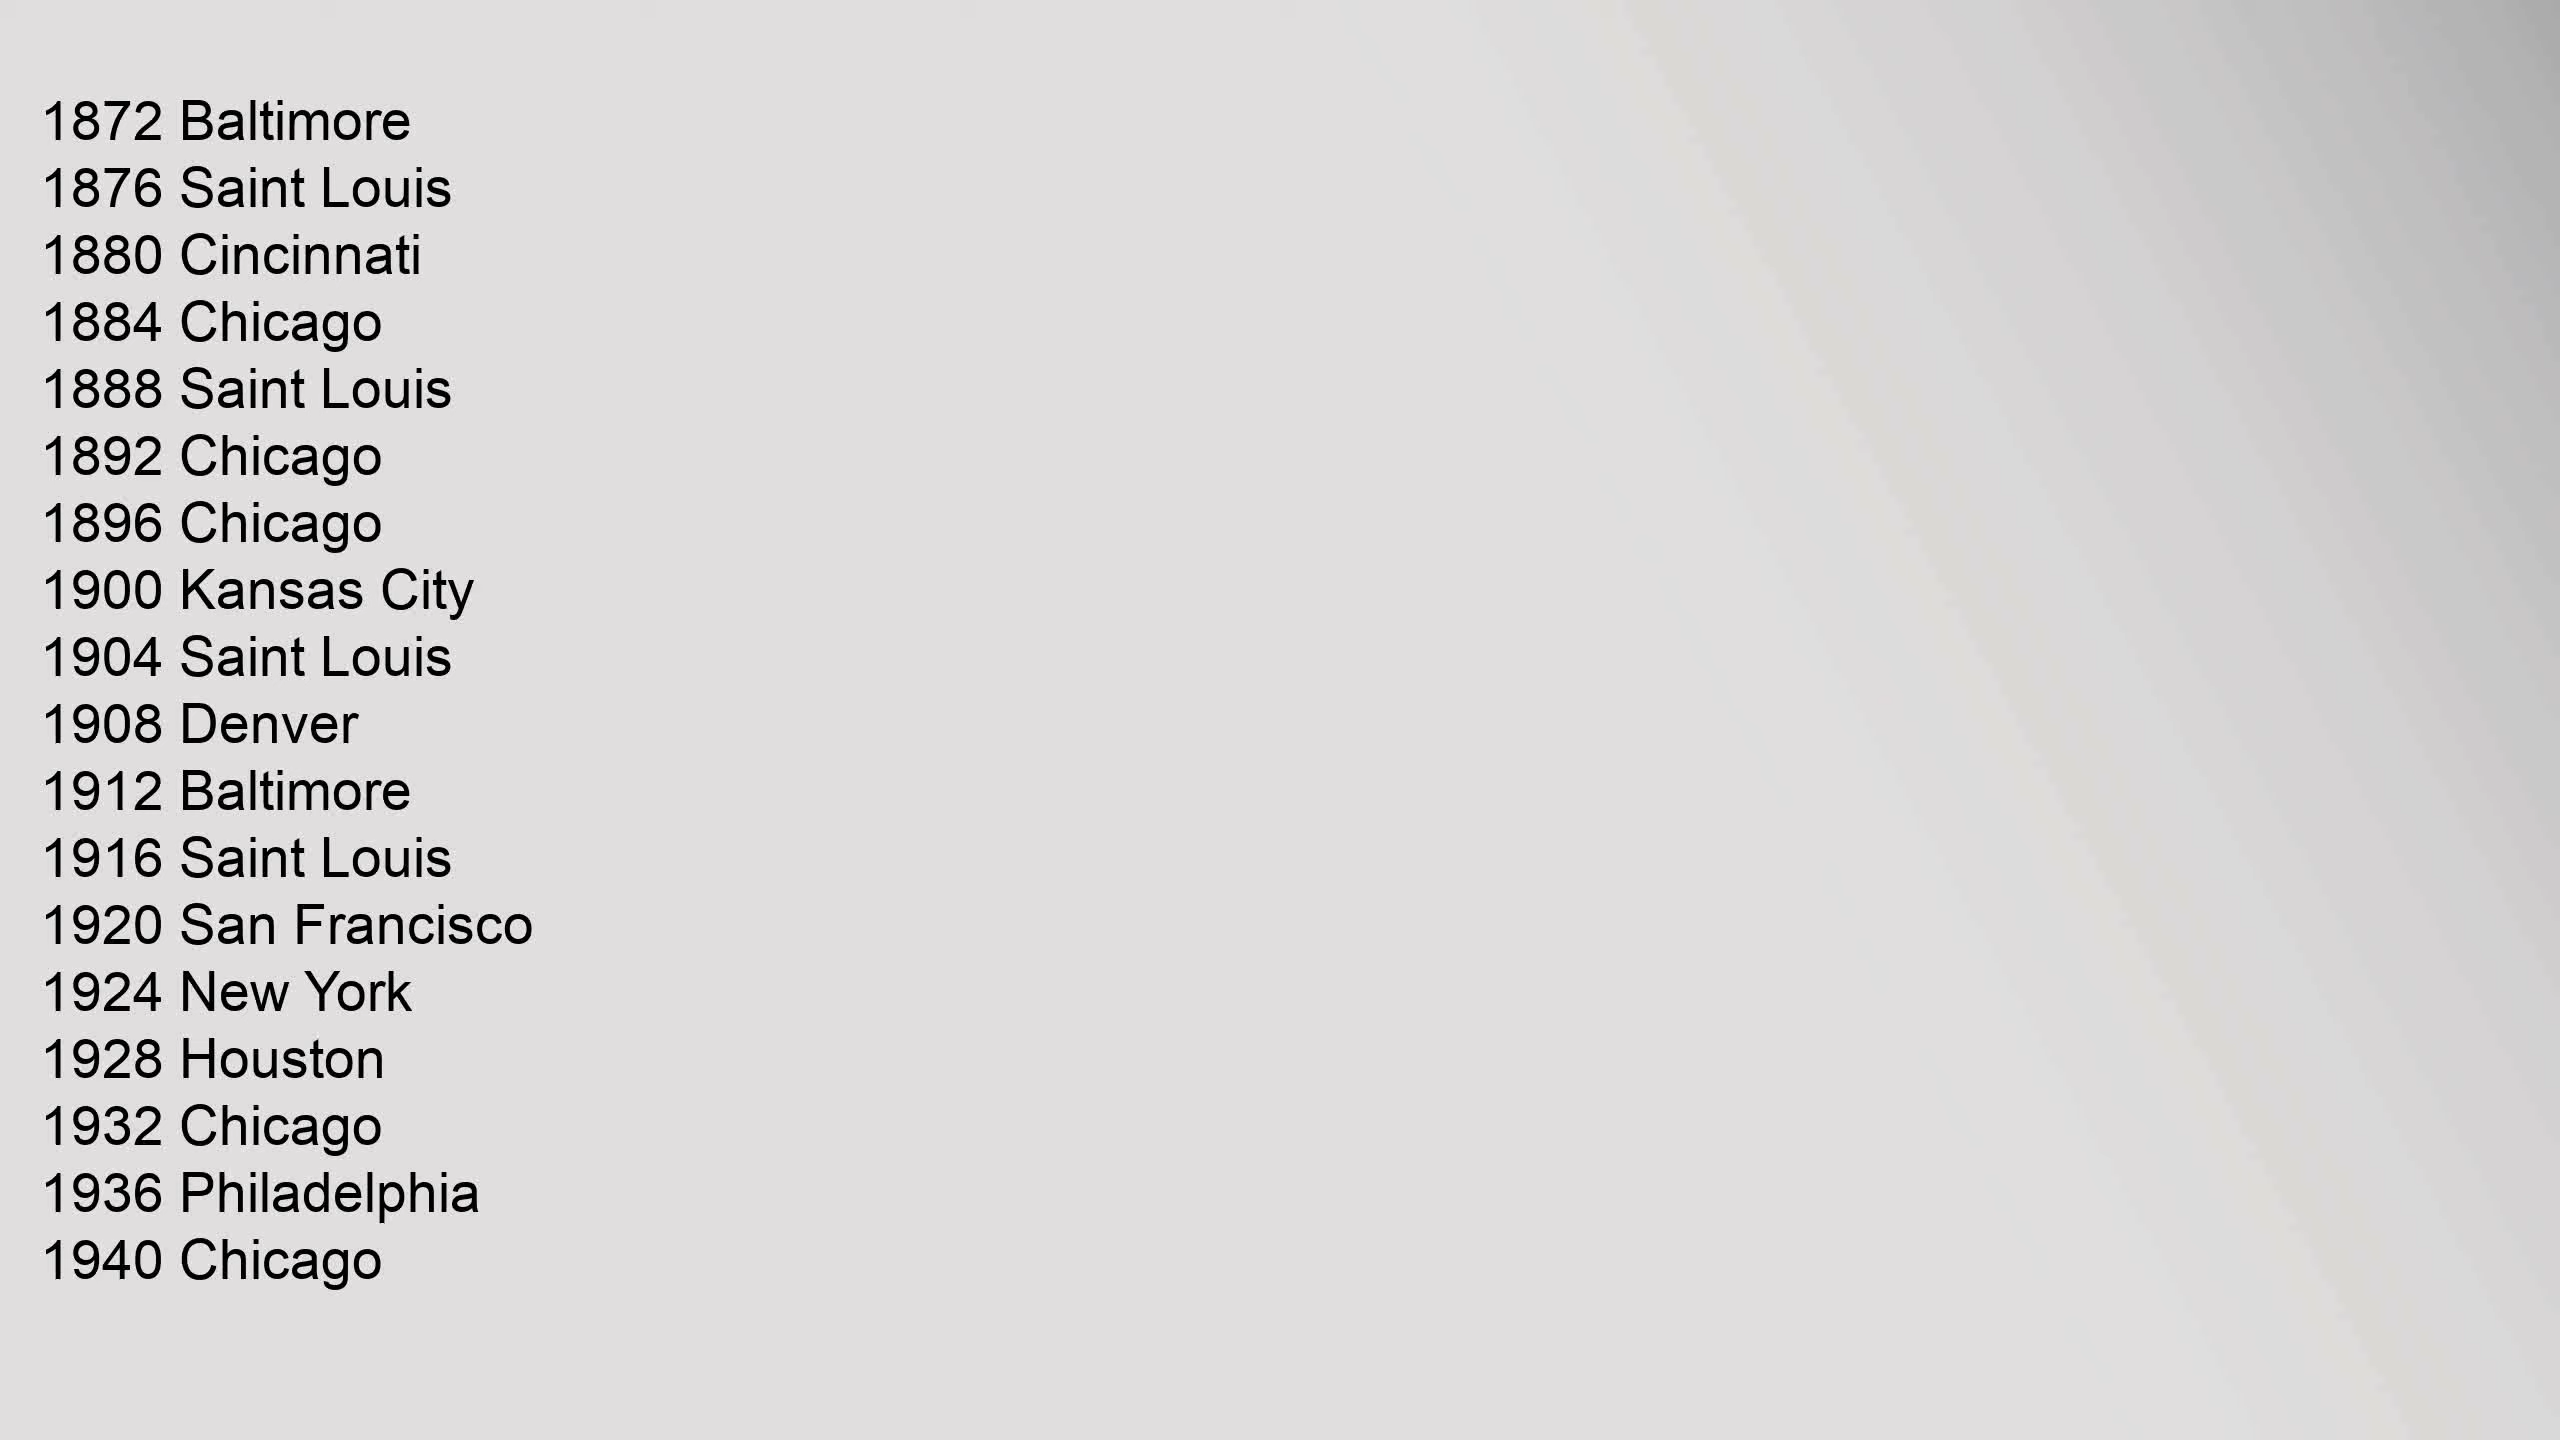 1872 Baltimore
1876 Saint Louis
1880 Cincinnati
1884 Chicago
1888 Saint Louis
1892 Chicago
1896 Chicago
1900 Kansas City
1904 Saint Louis
1908 Denver
1912 Baltimore
1916 Saint Louis
1920 San Francisco
1924 New York
1928 Houston
1932 Chicago
1936 Philadelphia
1940 Chicago